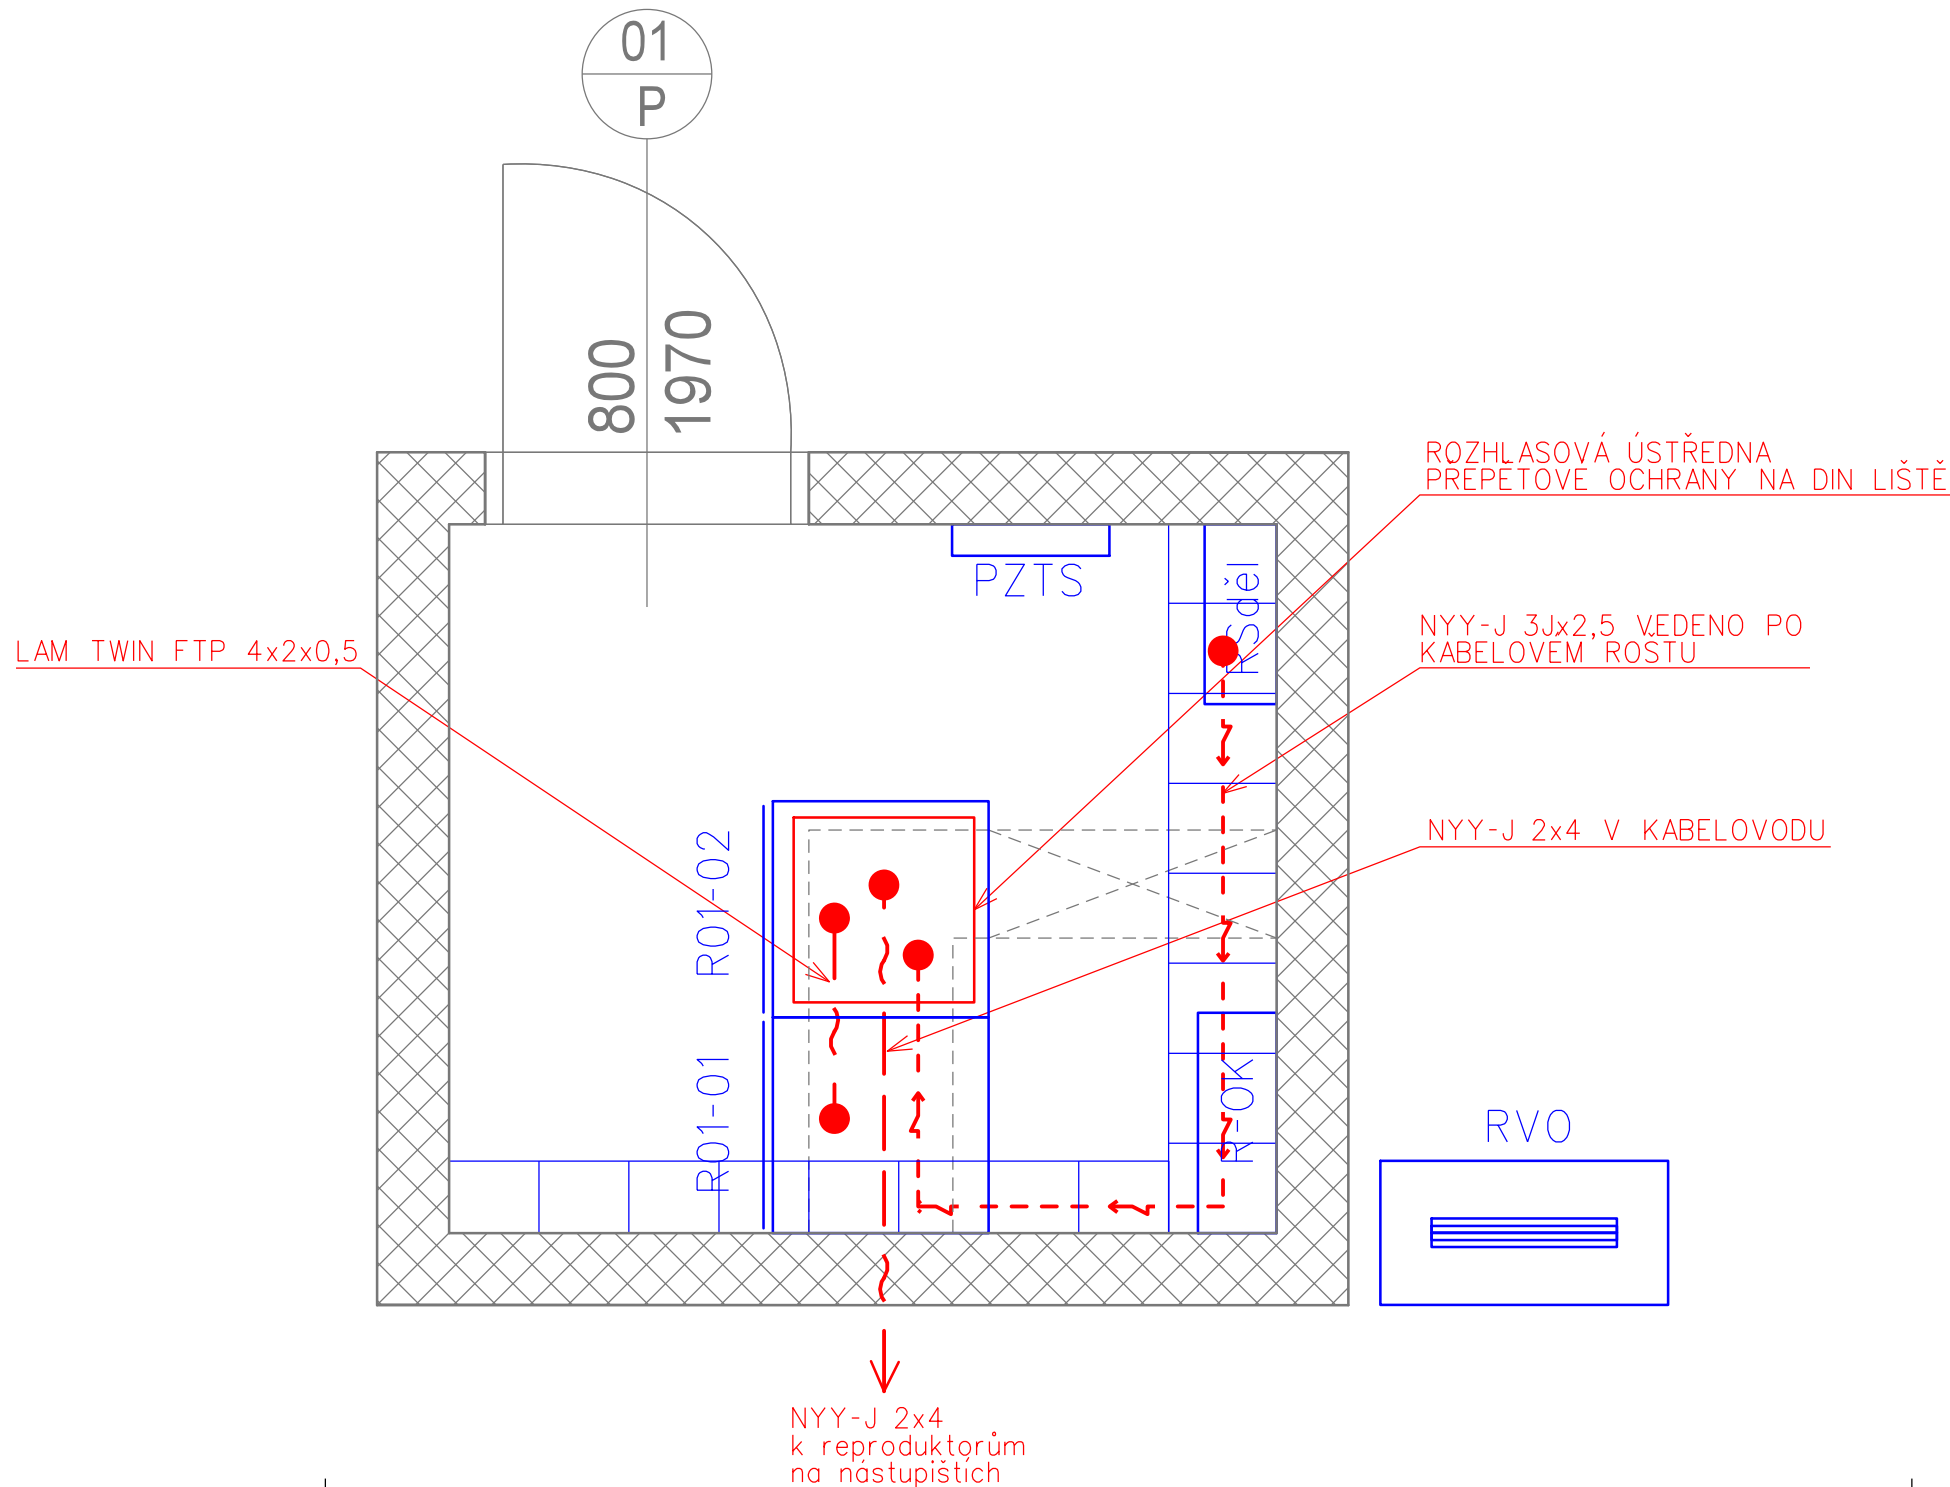 01
P
800
1970
ROZHLASOVÁ ÚSTŘEDNA
PŘEPĚŤOVÉ OCHRANY NA DIN LIŠTĚ
PZTS
RSděl
NYY-J 3Jx2,5 VEDENO PO
KABELOVÉM ROŠTU
LAM TWIN FTP 4x2x0,5
NYY-J 2x4 V KABELOVODU
R01-02
R01-01
R-OK
RVO
NYY-J 2x4
k reproduktorům
na nástupištích